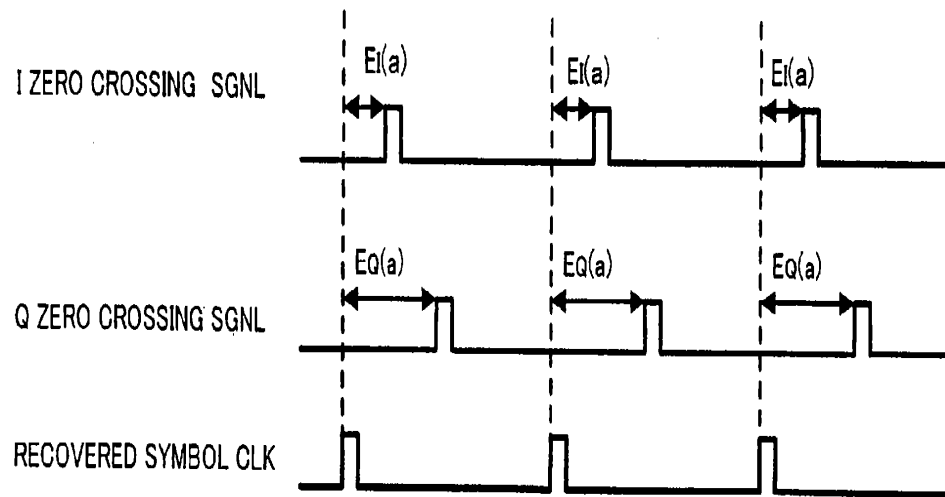 EI(a) EI(a) EI(a)
I ZERO CROSSING SGNL
EQ(a) EQ(a) EQ(a)
Q ZERO CROSSING SGNL
RECOVERED SYMBOL CLK